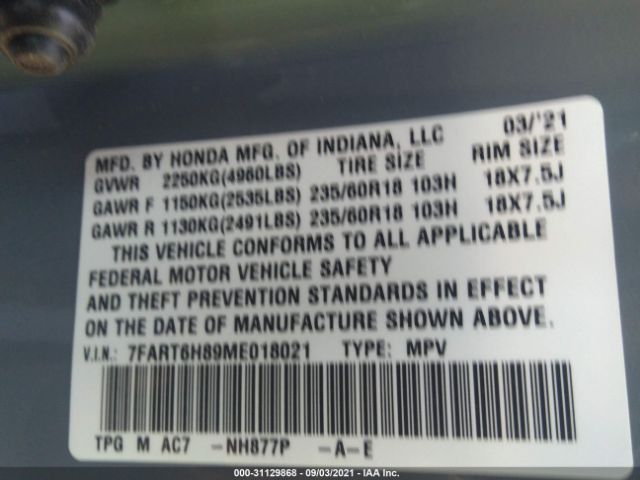 MFD. BY HONDA MFG. OF INDIANA, LLC 03/'21
GVWR 2250KG(4960LBS) TIRE SIZE RIM SIZE
GAWR F 1150KG(2535LBS) 235/60R18 103H 18X7.5J
GAWR R 1130KG(2491LBS) 235/60R18 103H 18X7.5J
THIS VEHICLE CONFORMS TO ALL APPLICABLE
FEDERAL MOTOR VEHICLE SAFETY
AND THEFT PREVENTION STANDARDS IN EFFECT
ON THE DATE OF MANUFACTURE SHOWN ABOVE.
V.I.N.: 7FART6H89ME018021 TYPE: MPV
TPG M AC7 -NH877P -A-E
000-31129868 - 09/03/2021 - IAA Inc.